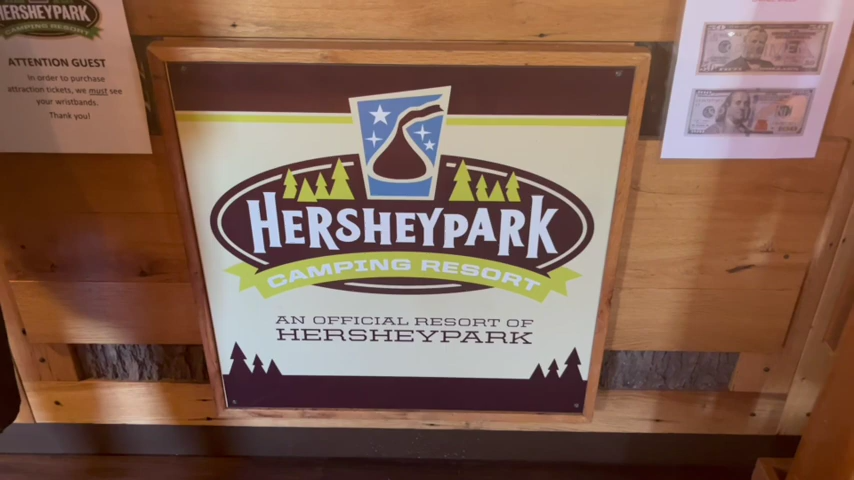 HERSHEYPARK
CAMPING RESORT
ATTENTION GUEST
In order to purchase
attraction tickets, we must see
your wristbands.
Thank you!
HERSHEYPARK
CAMPING RESORT
AN OFFICIAL RESORT OF
HERSHEYPARK